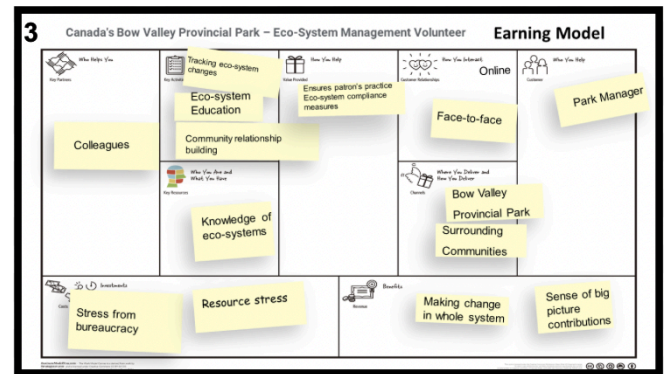 3
Canada's Bow Valley Provincial Park – Eco-System Management Volunteer
Earning Model
Who Helps You
Key Partners
Tracking eco-system
changes
Eco-system
Education
Community relationship
building
How You Help
Value Provided
Ensures patron's practice
Eco-system compliance
measures
How You Interact
Customer Relationships
Online
Face-to-face
Who You Help
Customer
Park Manager
Colleagues
Who You Are and
What You Have
Key Resources
Knowledge of
eco-systems
Where You Deliver and
How You Deliver
Channels
Bow Valley
Provincial Park
Surrounding
Communities
Investments
Stress from
bureaucracy
Resource stress
Benefits
Revenue
Making change
in whole system
Sense of big
picture
contributions